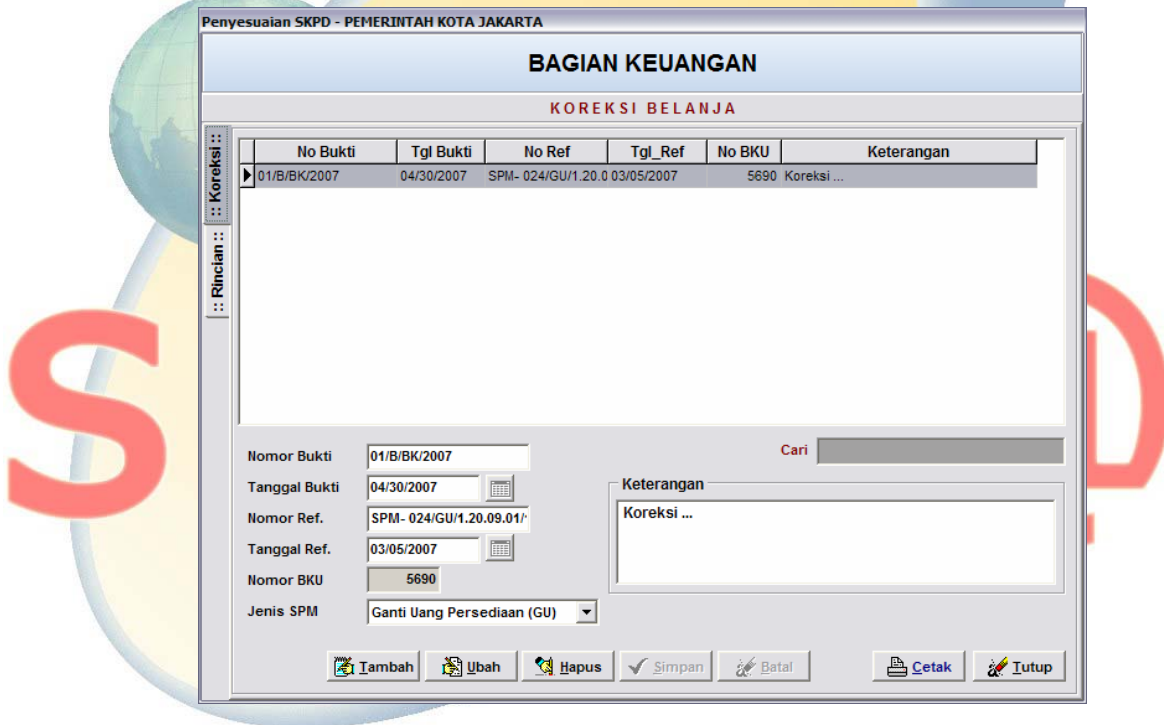 Penyesuaian SKPD - PEMERINTAH KOTA JAKARTA
BAGIAN KEUANGAN
KOREKSI BELANJA
:: Koreksi ::
:: Rincian ::
No Bukti Tgl Bukti No Ref Tgl_Ref No BKU Keterangan
01/B/BK/2007 04/30/2007 SPM- 024/GU/1.20.0 03/05/2007 5690 Koreksi ...
Cari
Nomor Bukti 01/B/BK/2007
Tanggal Bukti 04/30/2007
Keterangan
Nomor Ref. SPM- 024/GU/1.20.09.01/
Koreksi ...
Tanggal Ref. 03/05/2007
Nomor BKU 5690
Jenis SPM Ganti Uang Persediaan (GU)
Tambah Ubah Hapus Simpan Batal Cetak Tutup
S